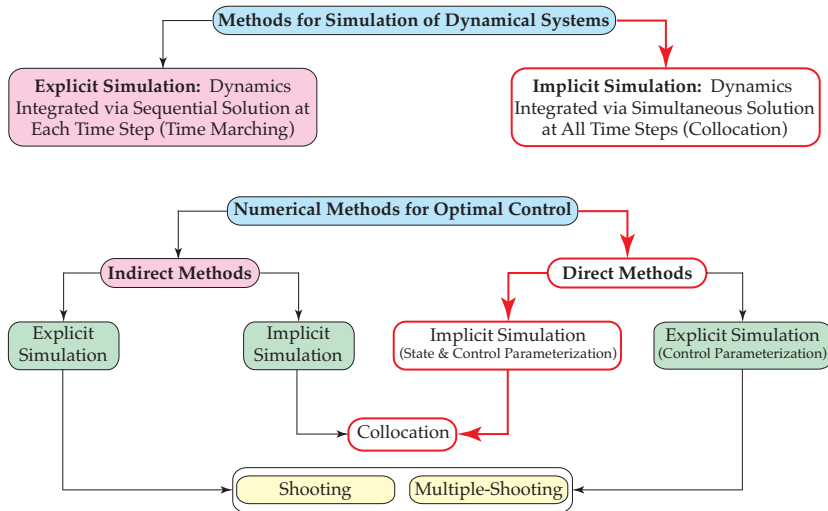 Methods for Simulation of Dynamical Systems
Explicit Simulation: Dynamics
Integrated via Sequential Solution at
Each Time Step (Time Marching)
Implicit Simulation: Dynamics
Integrated via Simultaneous Solution
at All Time Steps (Collocation)
Numerical Methods for Optimal Control
Indirect Methods
Direct Methods
Explicit
Simulation
Implicit
Simulation
Implicit Simulation
(State & Control Parameterization)
Explicit Simulation
(Control Parameterization)
Collocation
Shooting
Multiple-Shooting